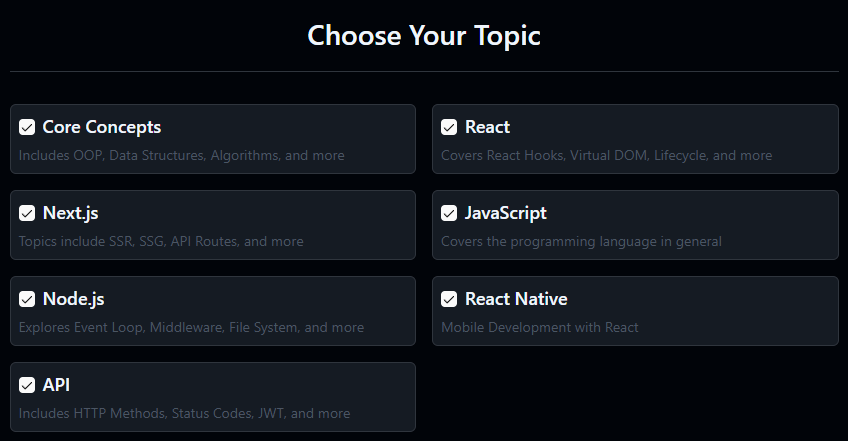 Choose Your Topic
Core Concepts
Includes OOP, Data Structures, Algorithms, and more
React
Covers React Hooks, Virtual DOM, Lifecycle, and more
Next.js
Topics include SSR, SSG, API Routes, and more
JavaScript
Covers the programming language in general
Node.js
Explores Event Loop, Middleware, File System, and more
React Native
Mobile Development with React
API
Includes HTTP Methods, Status Codes, JWT, and more